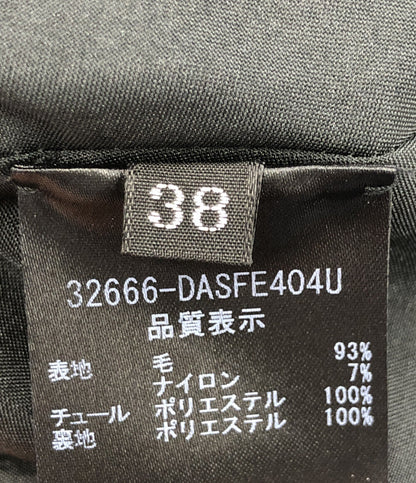 38
32666-DASFE404U
品質表示
表地 毛 93%
ナイロン 7%
チュール ポリエステル 100%
裏地 ポリエステル 100%